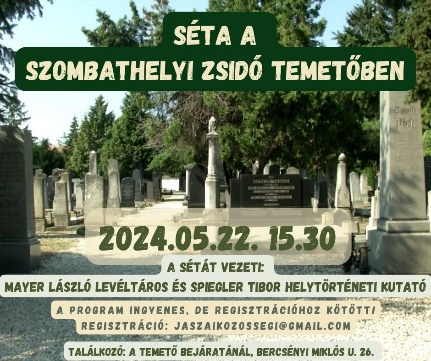 SÉTA A
SZOMBATHELYI ZSIDÓ TEMETŐBEN
2024.05.22. 15.30
A SÉTÁT VEZETI:
MAYER LÁSZLÓ LEVÉLTÁROS ÉS SPIEGLER TIBOR HELYTÖRTÉNETI KUTATÓ
A PROGRAM INGYENES, DE REGISZTRÁCIÓHOZ KÖTÖTT!
REGISZTRÁCIÓ: JASZAIKOZOSSEGI@GMAIL.COM
TALÁLKOZÓ: A TEMETŐ BEJÁRATÁNÁL, BERCSÉNYI MIKLÓS U. 26.